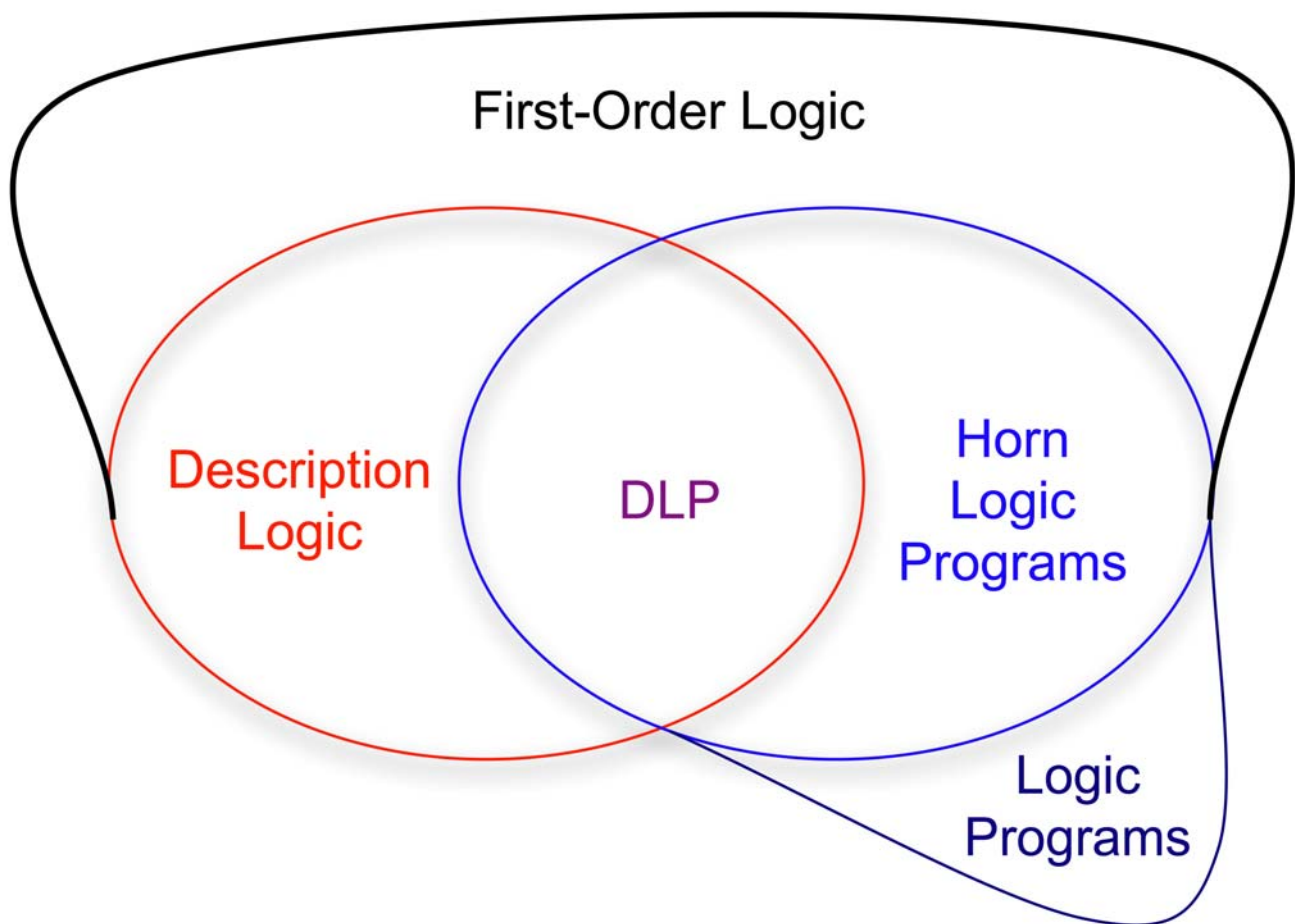 First-Order Logic
Description
Logic
DLP
Horn
Logic
Programs
Logic
Programs